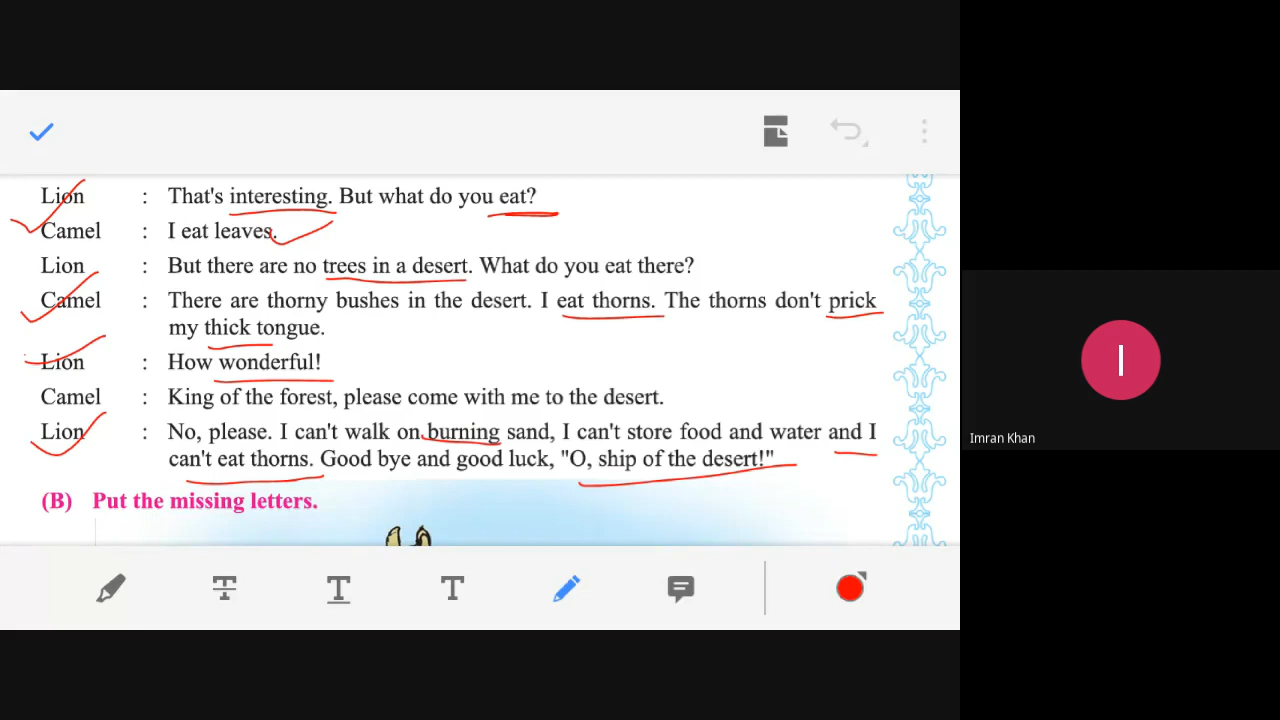 Lion : That's interesting. But what do you eat?
Camel : I eat leaves.
Lion : But there are no trees in a desert. What do you eat there?
Camel : There are thorny bushes in the desert. I eat thorns. The thorns don't prick
my thick tongue.
Lion : How wonderful!
Camel : King of the forest, please come with me to the desert.
Lion : No, please. I can't walk on burning sand, I can't store food and water and I
can't eat thorns. Good bye and good luck, "O, ship of the desert!"
(B) Put the missing letters.
T T T
I
Imran Khan